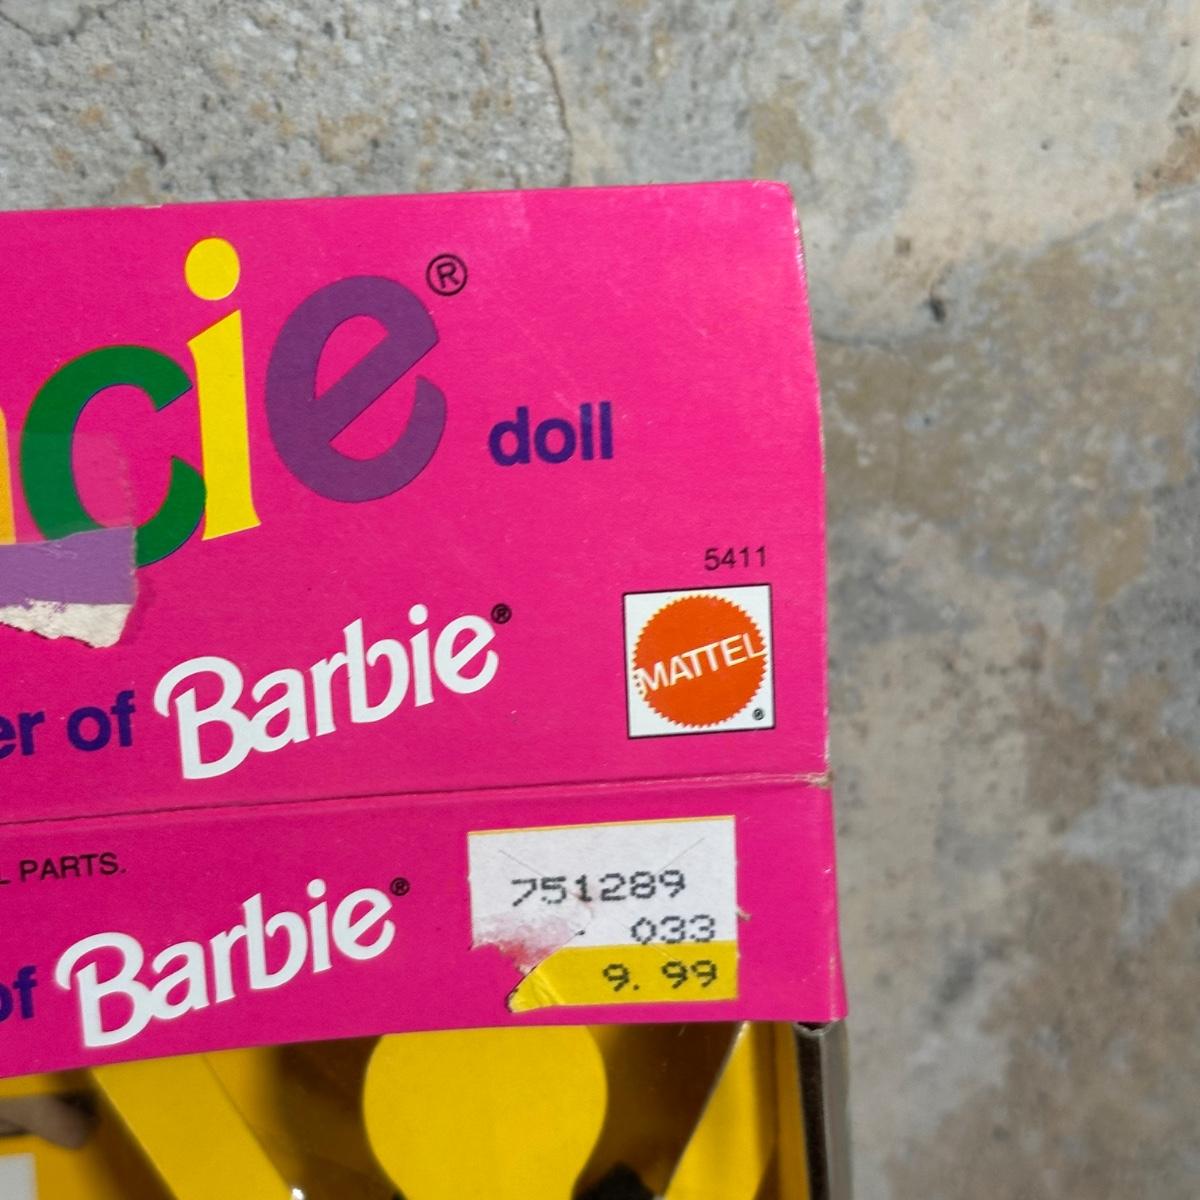 cie®
doll
5411
MATTEL
®
er of Barbie®
L PARTS.
of Barbie®
751289
033
9.99